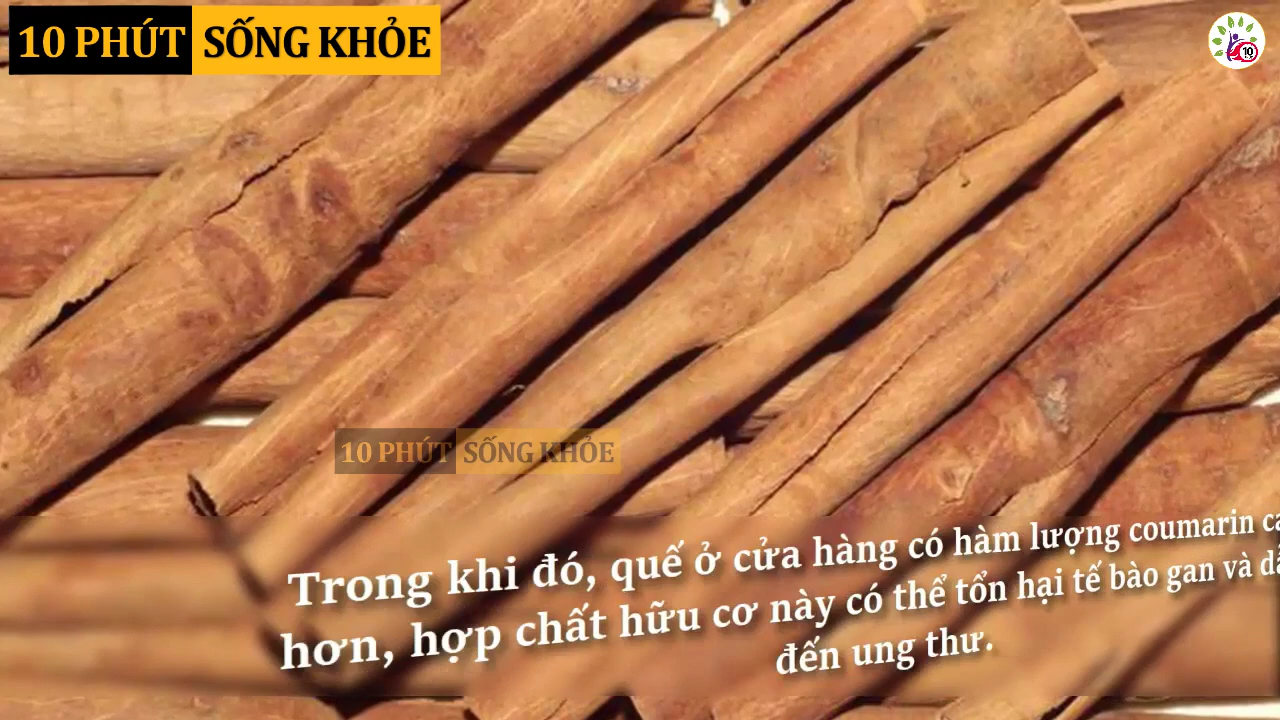 10 PHÚT SỐNG KHỎE
10
10 PHÚT SỐNG KHỎE
Trong khi đó, quế ở cửa hàng có hàm lượng coumarin
hơn, hợp chất hữu cơ này có thể tổn hại tế bào gan và
đến ung thư.